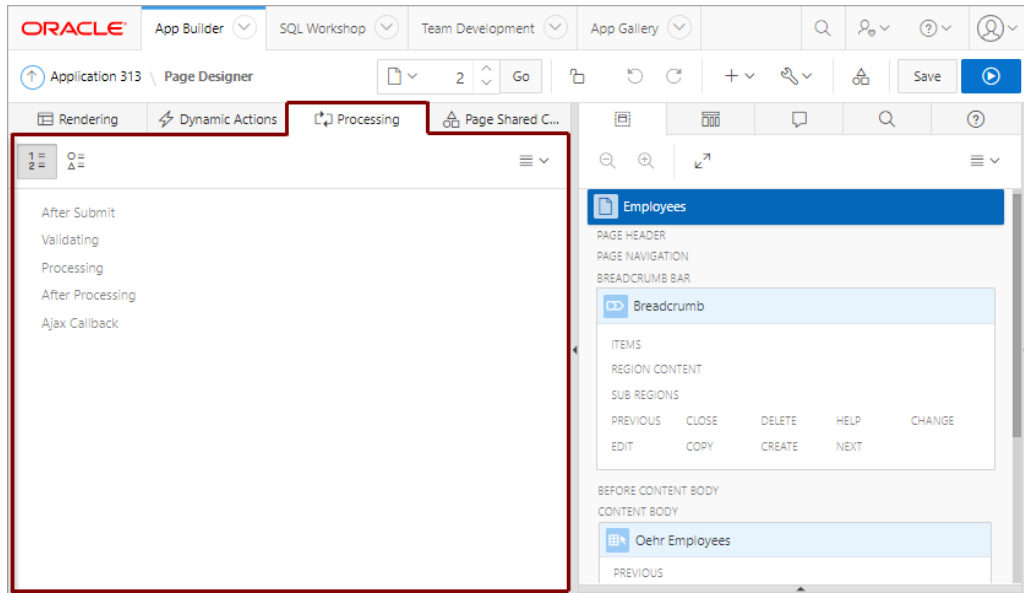 ORACLE App Builder SQL Workshop Team Development App Gallery
Application 313 \ Page Designer 2 Go Save
Rendering Dynamic Actions Processing Page Shared C...
After Submit
Validating
Processing
After Processing
Ajax Callback
Employees
PAGE HEADER
PAGE NAVIGATION
BREADCRUMB BAR
Breadcrumb
ITEMS
REGION CONTENT
SUB REGIONS
PREVIOUS CLOSE DELETE HELP CHANGE
EDIT COPY CREATE NEXT
BEFORE CONTENT BODY
CONTENT BODY
Oehr Employees
PREVIOUS